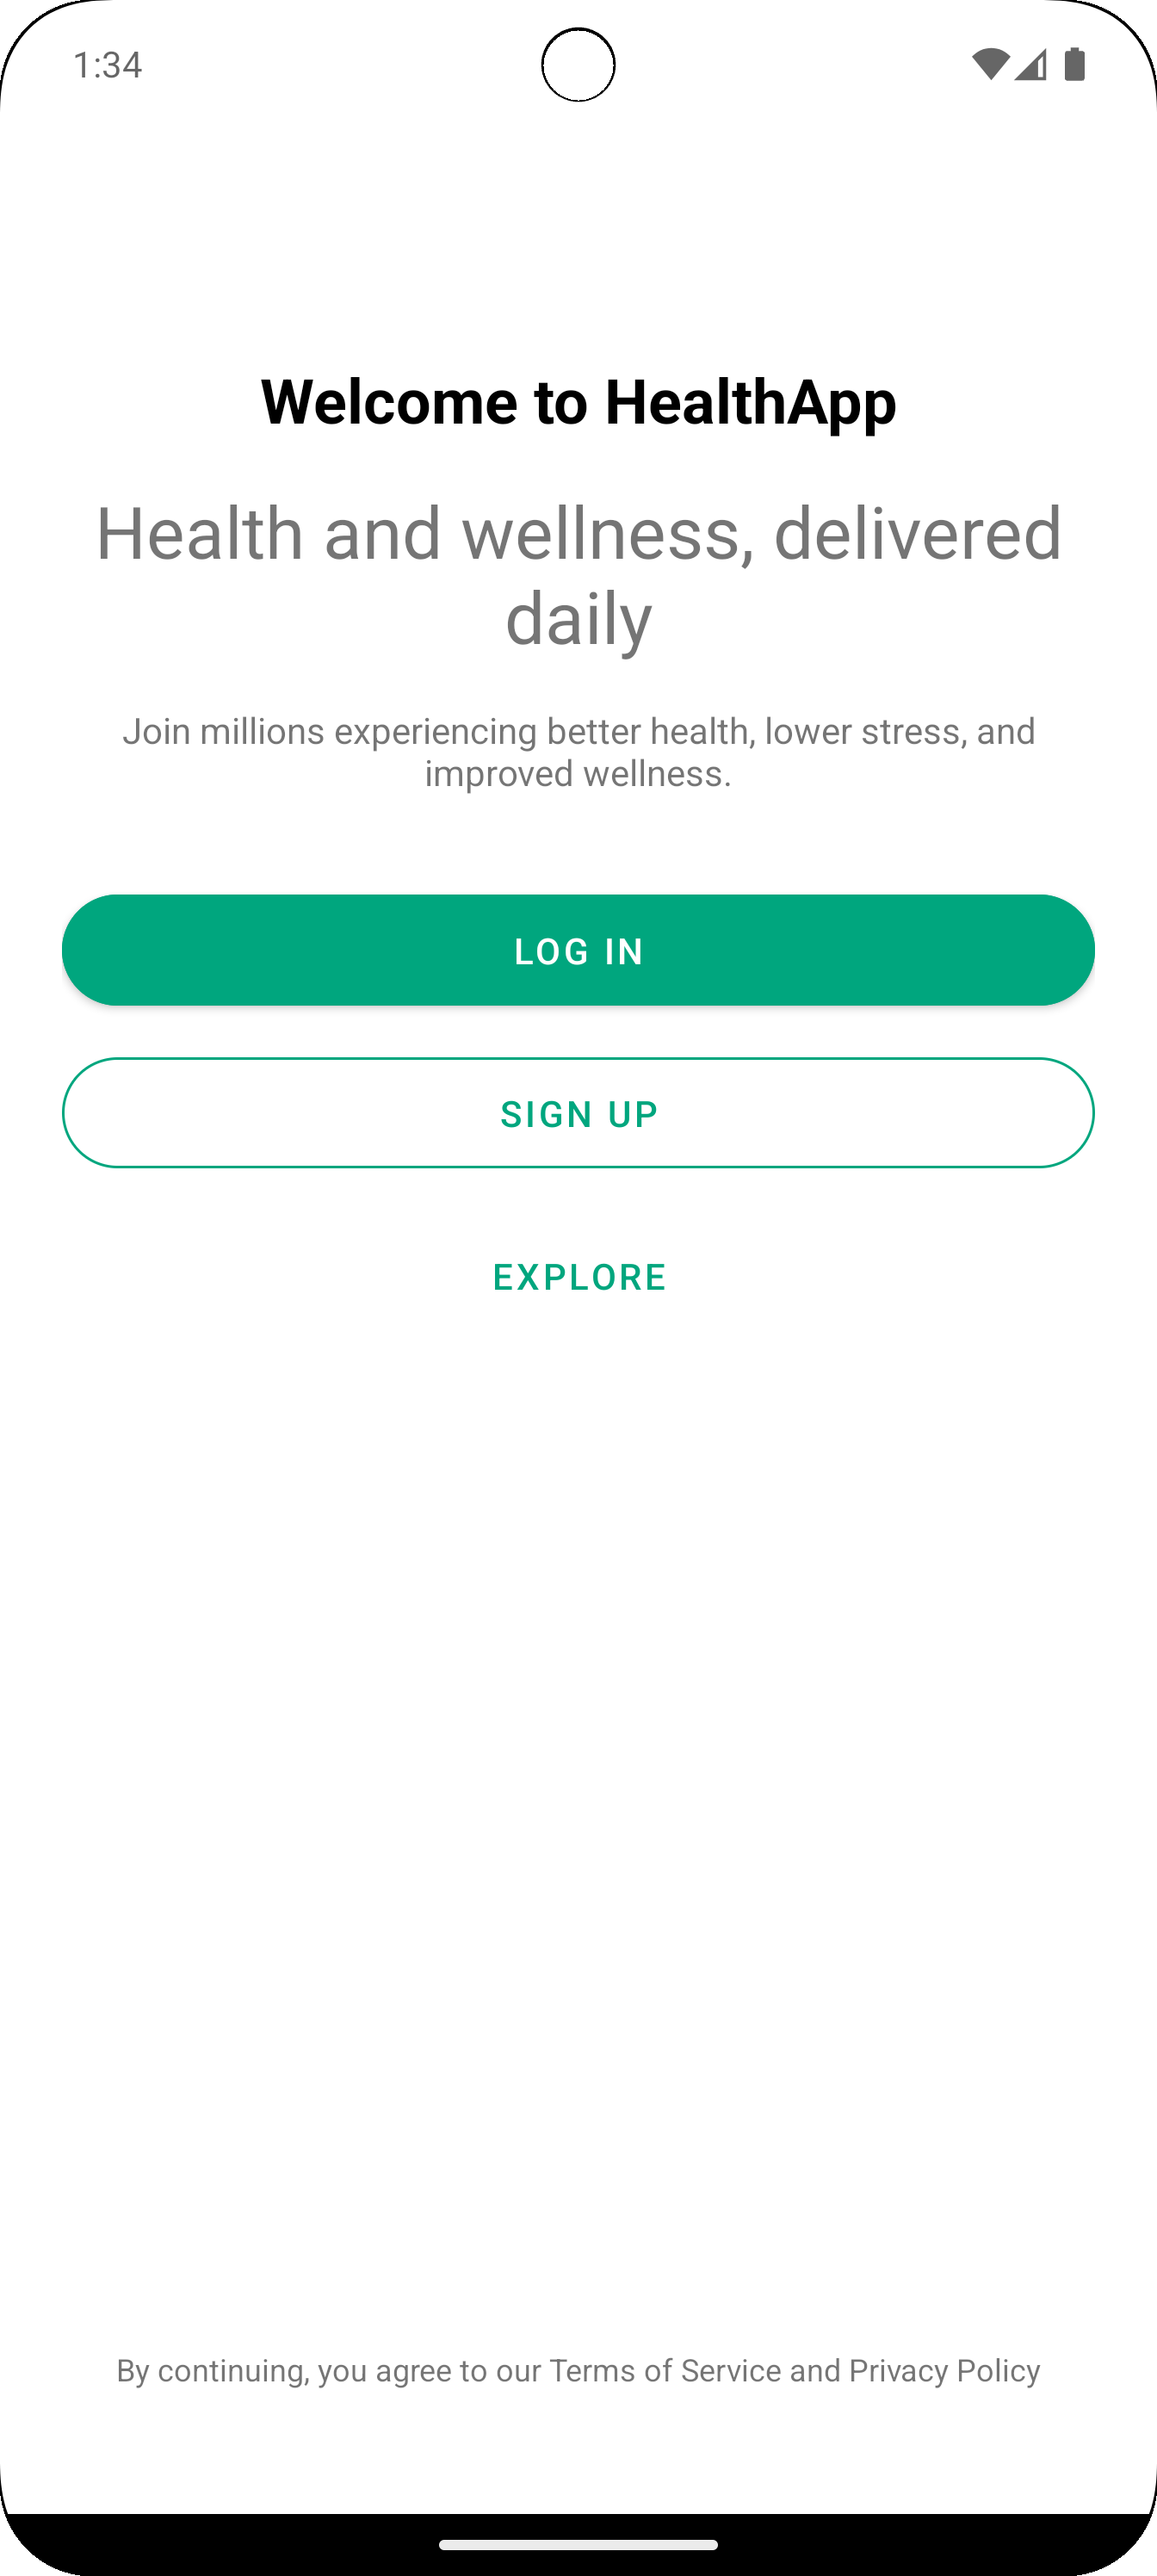 1:34
Welcome to HealthApp
Health and wellness, delivered
daily
Join millions experiencing better health, lower stress, and
improved wellness.
LOG IN
SIGN UP
EXPLORE
By continuing, you agree to our Terms of Service and Privacy Policy